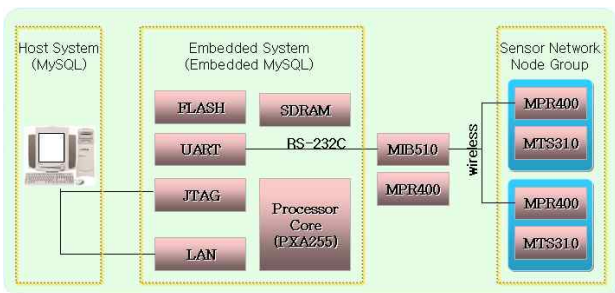 Host System
(MySQL)
Embedded System
(Embedded MySQL)
FLASH
SDRAM
UART
RS-232C
JTAG
Processor
Core
(PXA255)
LAN
MIB510
MPR400
wireless
Sensor Network
Node Group
MPR400
MTS310
MPR400
MTS310